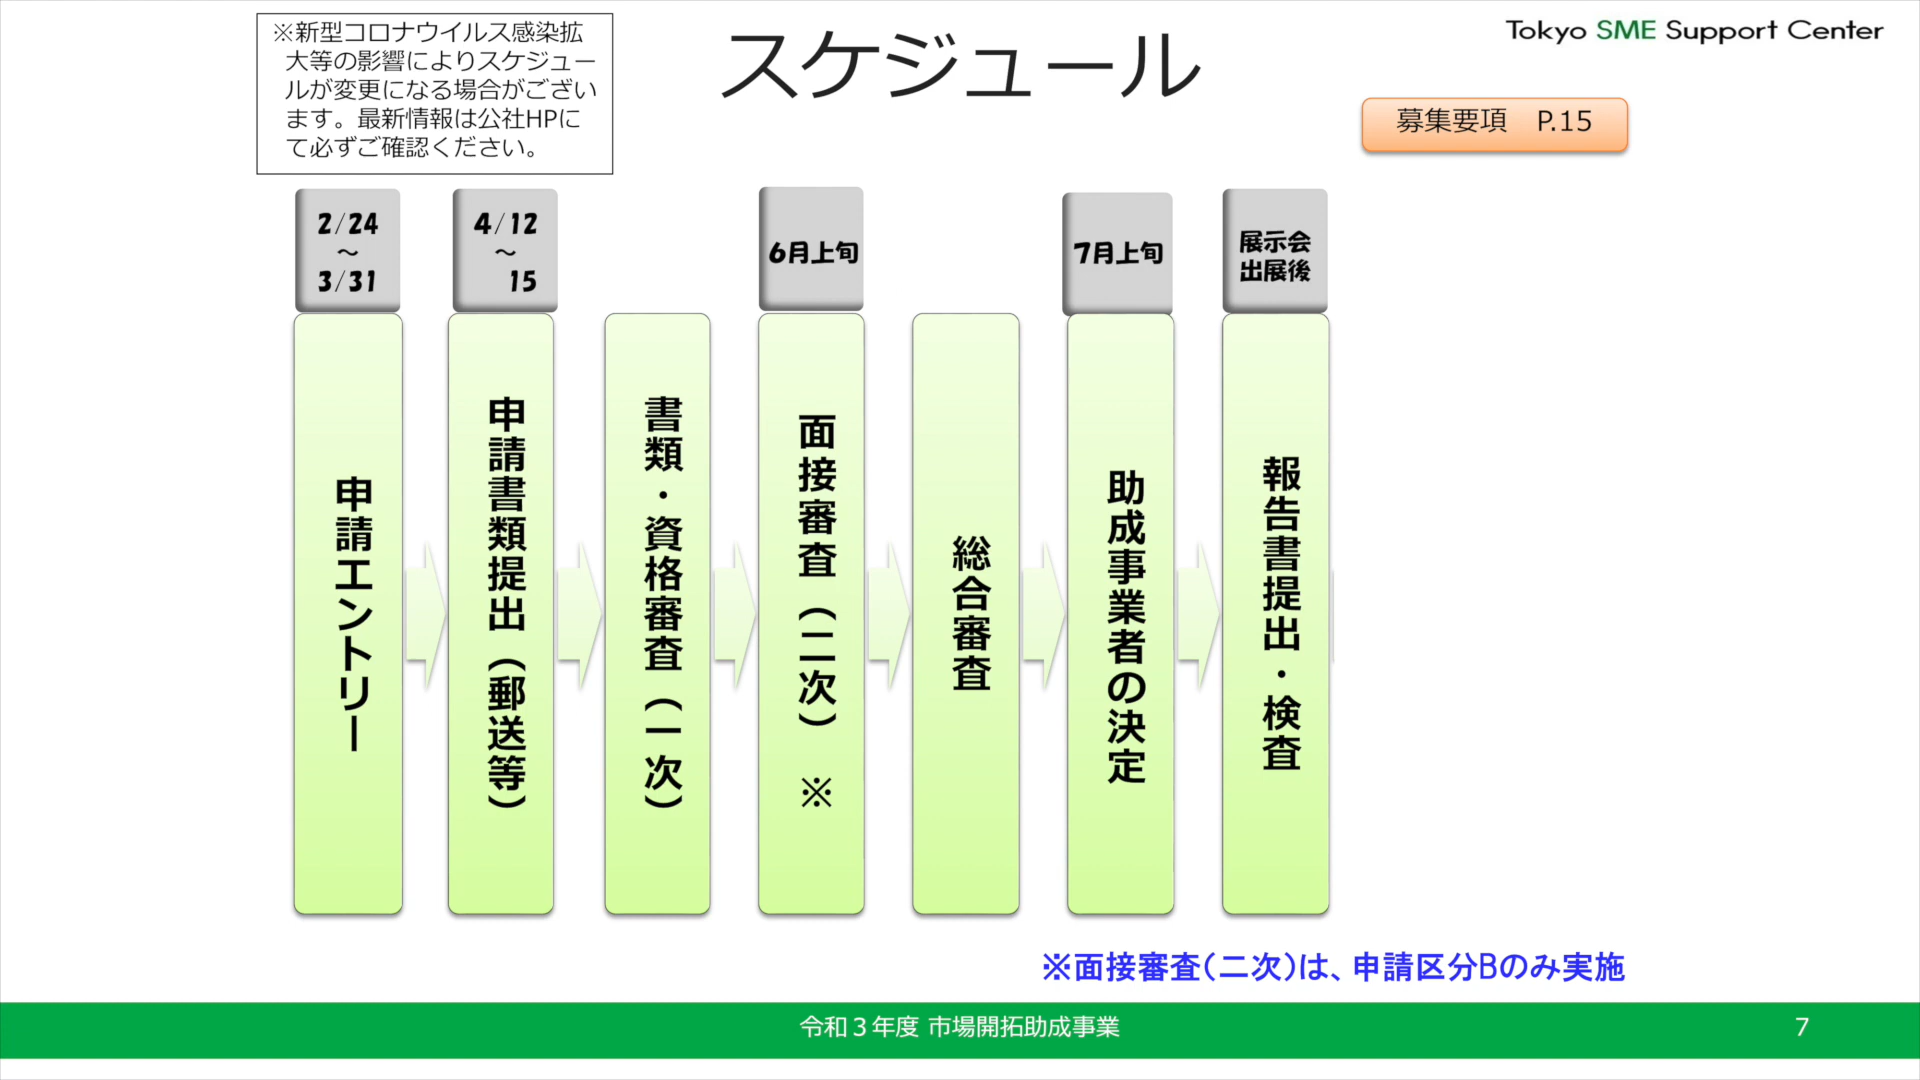 ※新型コロナウイルス感染拡
大等の影響によりスケジュー
ルが変更になる場合がござい
ます。最新情報は公社HPに
て必ずご確認ください。
スケジュール
Tokyo SME Support Center
募集要項　P.15
2/24
～
3/31
申請エントリー
4/12
～
15
申請書類提出（郵送等）
書類・資格審査（一次）
6月上旬
面接審査（二次）　※
総合審査
7月上旬
助成事業者の決定
展示会
出展後
報告書提出・検査
※面接審査(二次)は、申請区分Bのみ実施
令和３年度 市場開拓助成事業
7